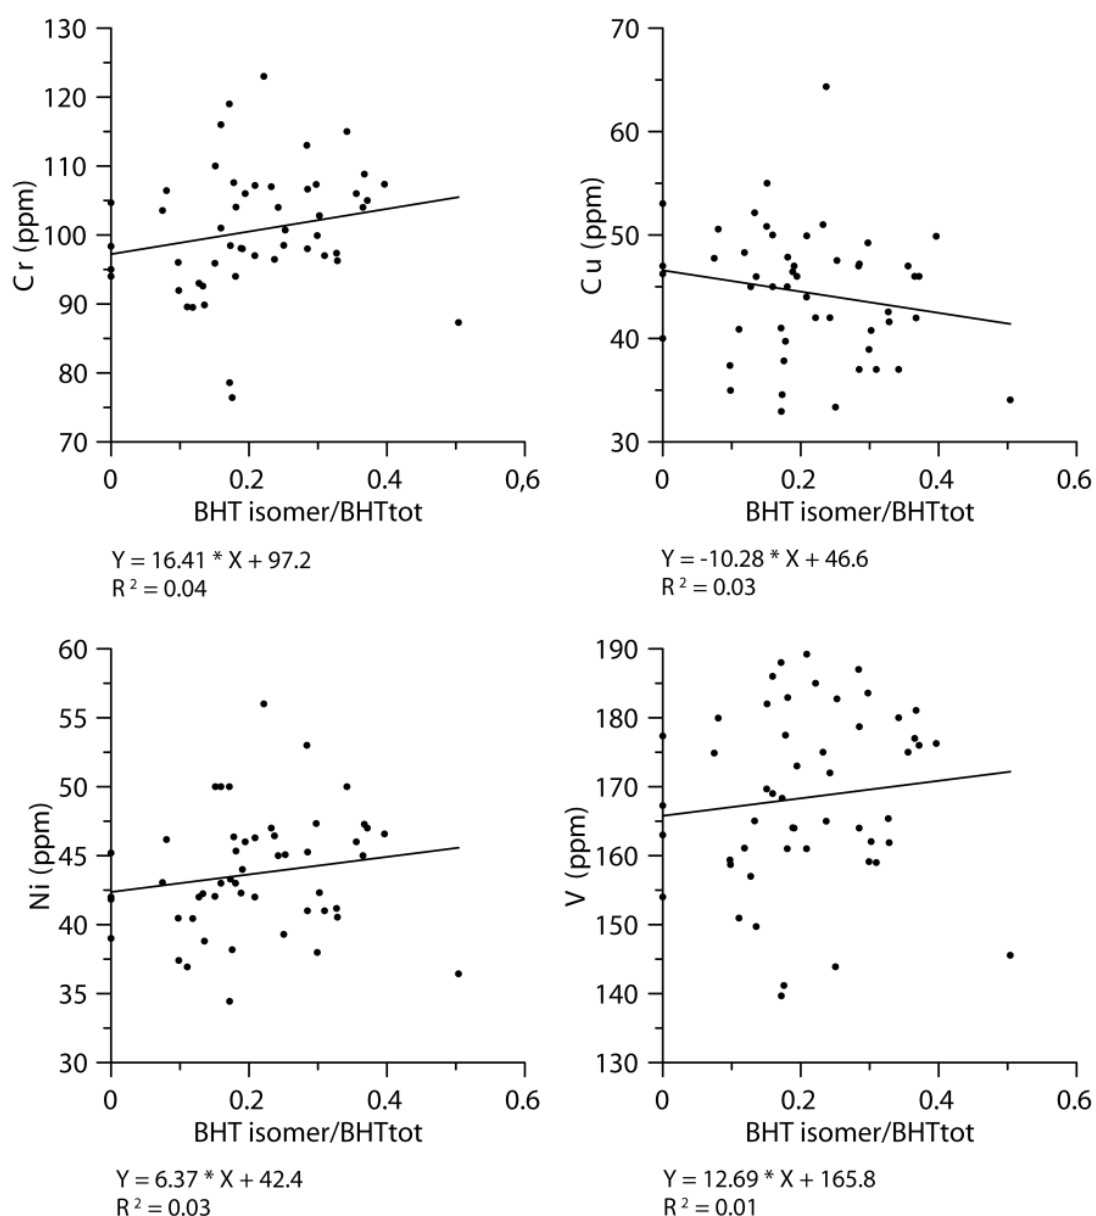 130
120
110
100
90
80
70
Cr (ppm)
0 0.2 0.4 0,6
BHT isomer/BHTtot
Y = 16.41 * X + 97.2
R ² = 0.04
70
60
50
40
30
Cu (ppm)
0 0.2 0.4 0.6
BHT isomer/BHTtot
Y = -10.28 * X + 46.6
R ² = 0.03
60
55
50
45
40
35
30
Ni (ppm)
0 0.2 0.4 0.6
BHT isomer/BHTtot
Y = 6.37 * X + 42.4
R ² = 0.03
190
180
170
160
150
140
130
V (ppm)
0 0.2 0.4 0.6
BHT isomer/BHTtot
Y = 12.69 * X + 165.8
R ² = 0.01